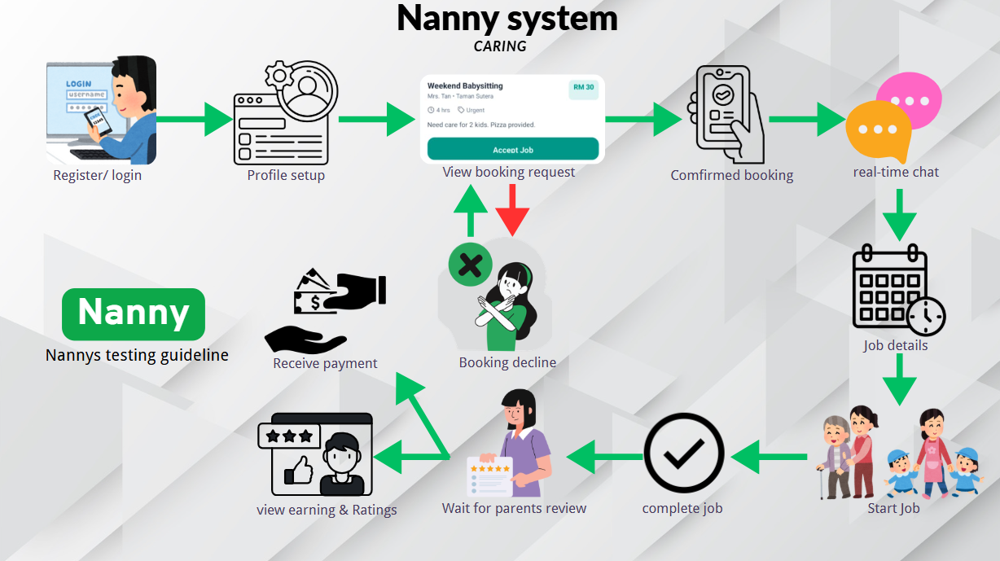 Nanny system
CARING
LOGIN
username
CODE
Register/ login
Profile setup
Weekend Babysitting
RM 30
Mrs. Tan • Taman Sutera
4 hrs
Urgent
Need care for 2 kids. Pizza provided.
Accept Job
View booking request
Comfirmed booking
real-time chat
Nanny
Nannys testing guideline
$
Receive payment
Booking decline
Job details
view earning & Ratings
Wait for parents review
complete job
Start Job